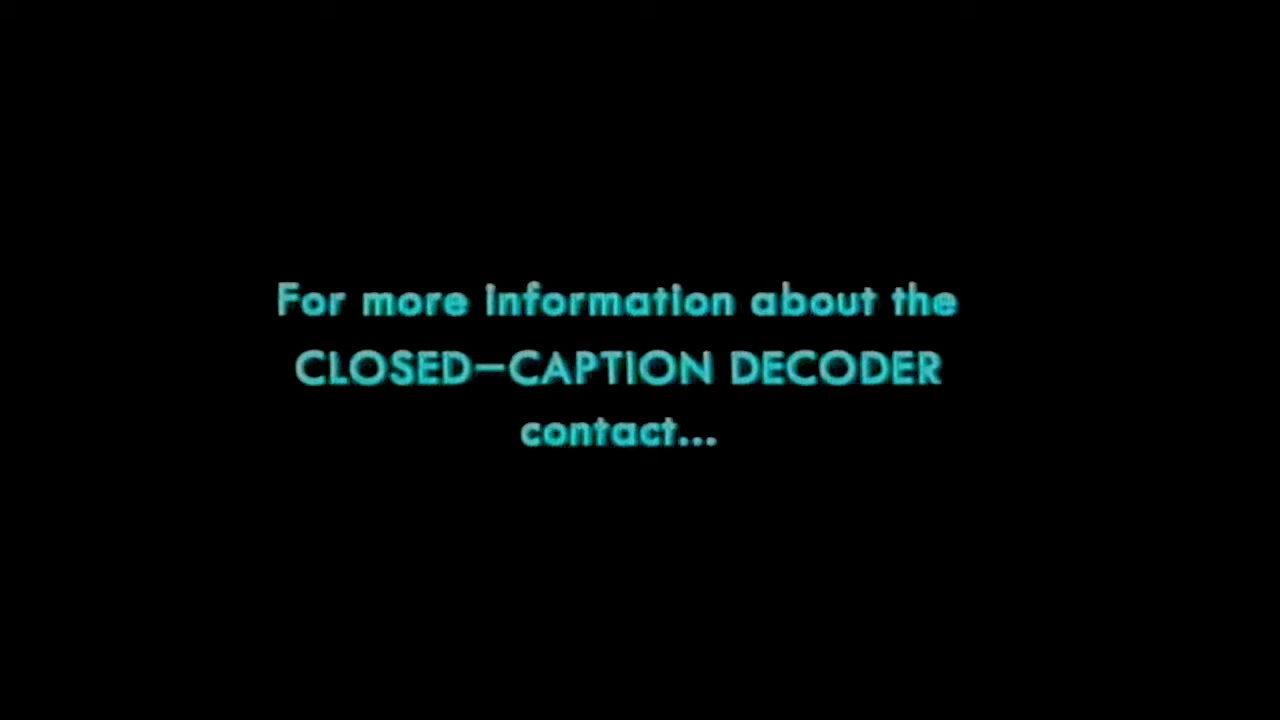 For more information about the
CLOSED—CAPTION DECODER
contact...